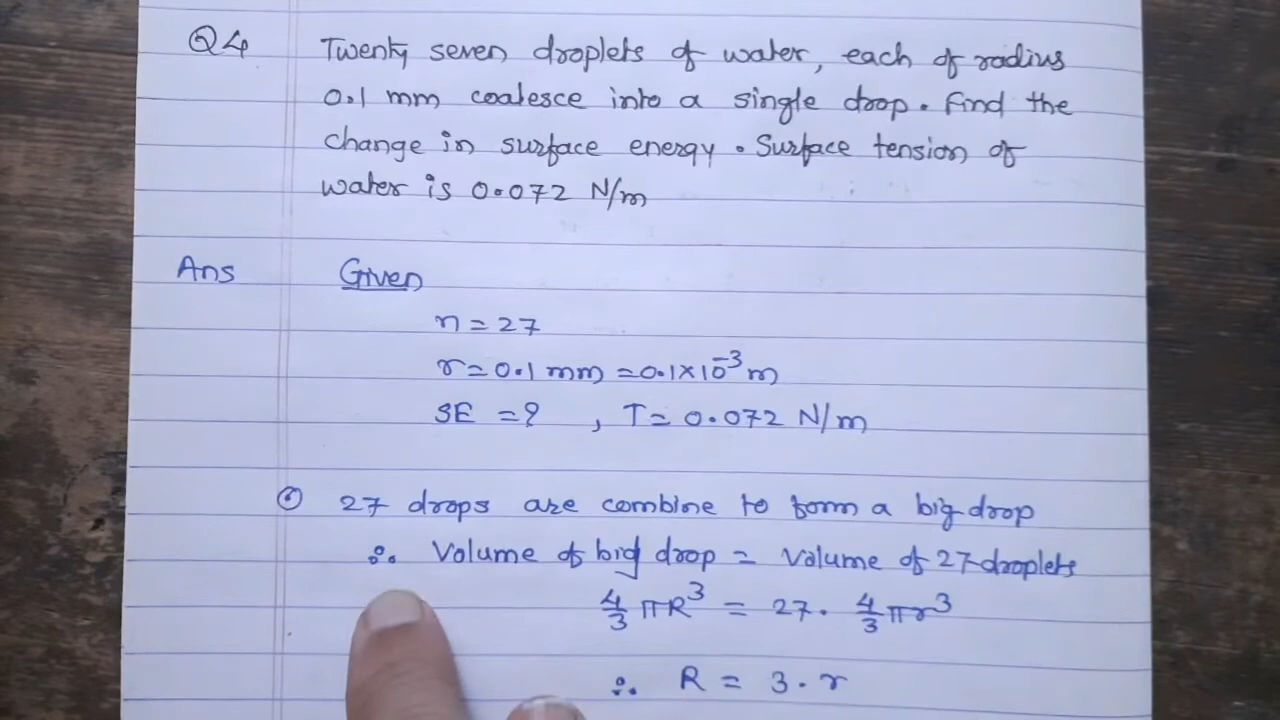 Q4 Twenty seven droplets of water, each of radius
0.1 mm coalesce into a single drop. Find the
change in surface energy. Surface tension of
water is 0.072 N/m
Ans Given
n = 27
r = 0.1 mm = 0.1 × 10⁻³ m
SE = ? , T = 0.072 N/m
27 drops are combine to form a big drop
∴ Volume of big drop = Volume of 27 droplets
4/3 πR³ = 27 · 4/3 πr³
∴ R = 3 · r